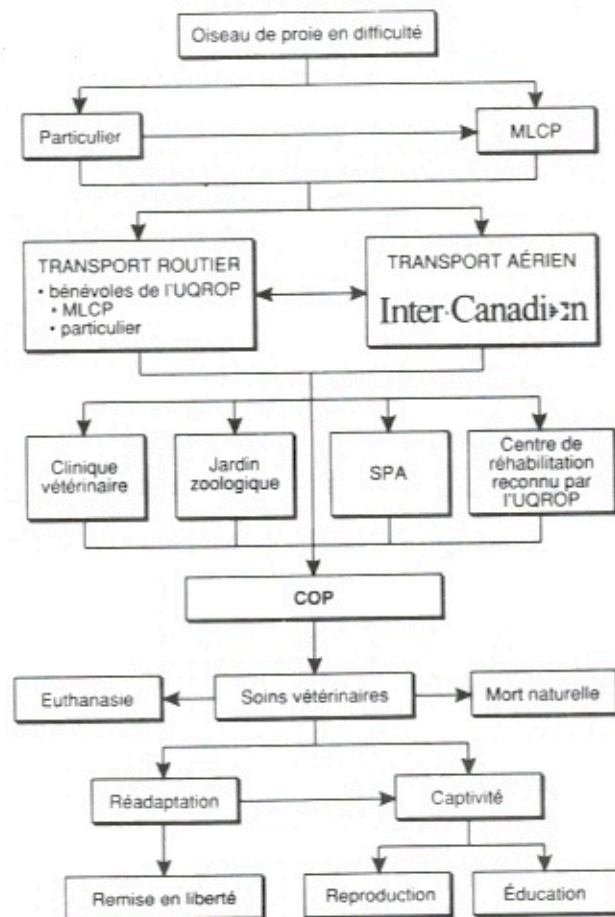 Oiseau de proie en difficulté
Particulier
MLCP
TRANSPORT ROUTIER
• bénévoles de l'UQROP
• MLCP
• particulier
TRANSPORT AÉRIEN
Inter·Canadien
Clinique
vétérinaire
Jardin
zoologique
SPA
Centre de
réhabilitation
reconnu par
l'UQROP
COP
Euthanasie
Soins vétérinaires
Mort naturelle
Réadaptation
Captivité
Remise en liberté
Reproduction
Éducation